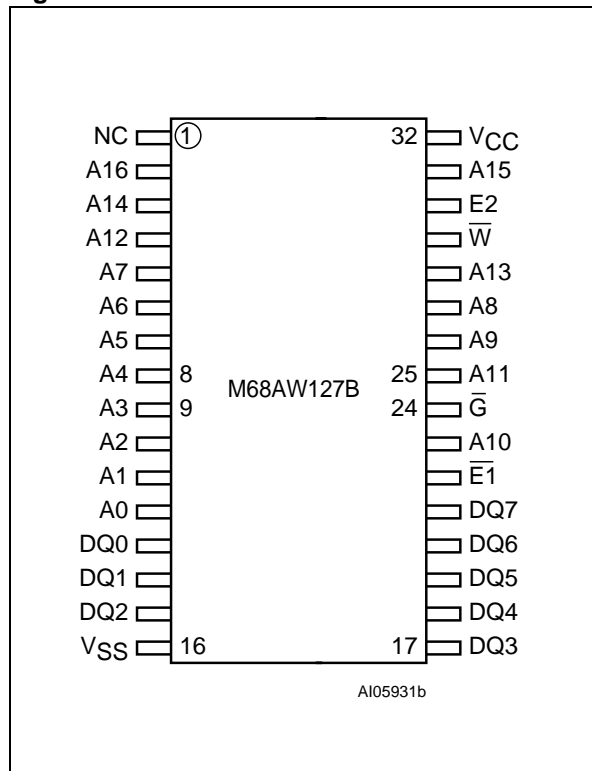 NC 1 32 VCC
A16 A15
A14 E2
A12 W̅
A7 A13
A6 A8
A5 A9
A4 8 25 A11
M68AW127B
A3 9 24 G̅
A2 A10
A1 E̅1̅
A0 DQ7
DQ0 DQ6
DQ1 DQ5
DQ2 DQ4
VSS 16 17 DQ3
AI05931b